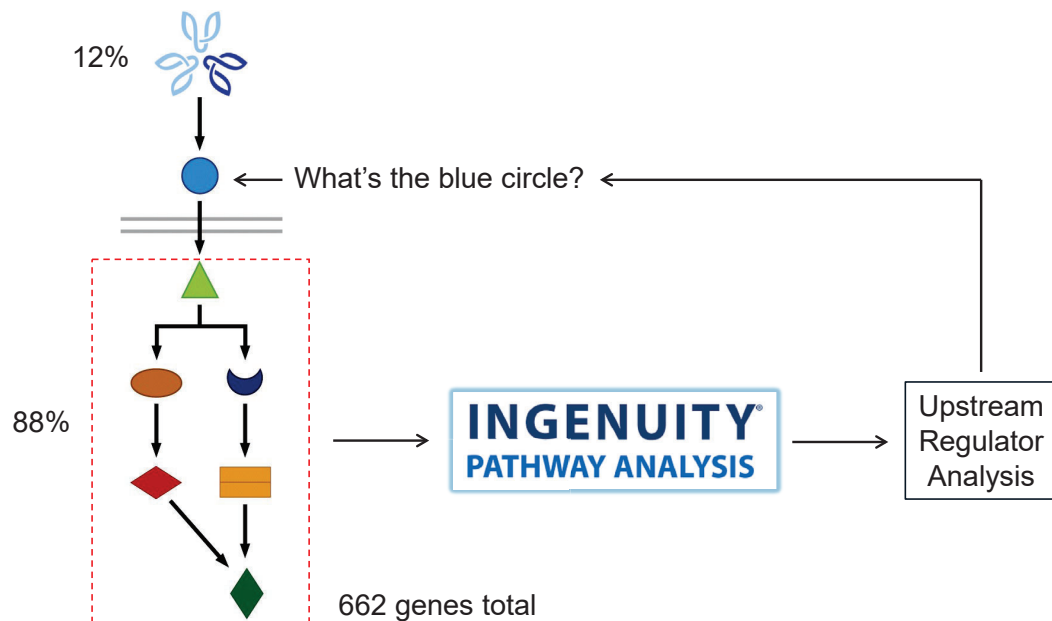 12%
What’s the blue circle?
88%
INGENUITY®
PATHWAY ANALYSIS
Upstream
Regulator
Analysis
662 genes total